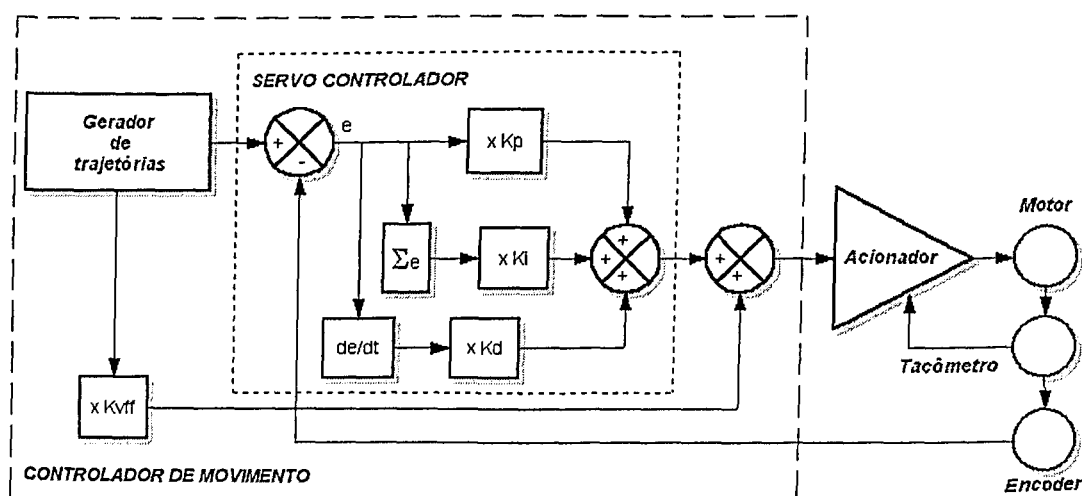 SERVO CONTROLADOR
Gerador
de
trajetórias
+
-
e
x Kp
Σe
x Ki
de/dt
x Kd
+
+
+
+
+
x Kvff
Acionador
Motor
Tacômetro
Encoder
CONTROLADOR DE MOVIMENTO